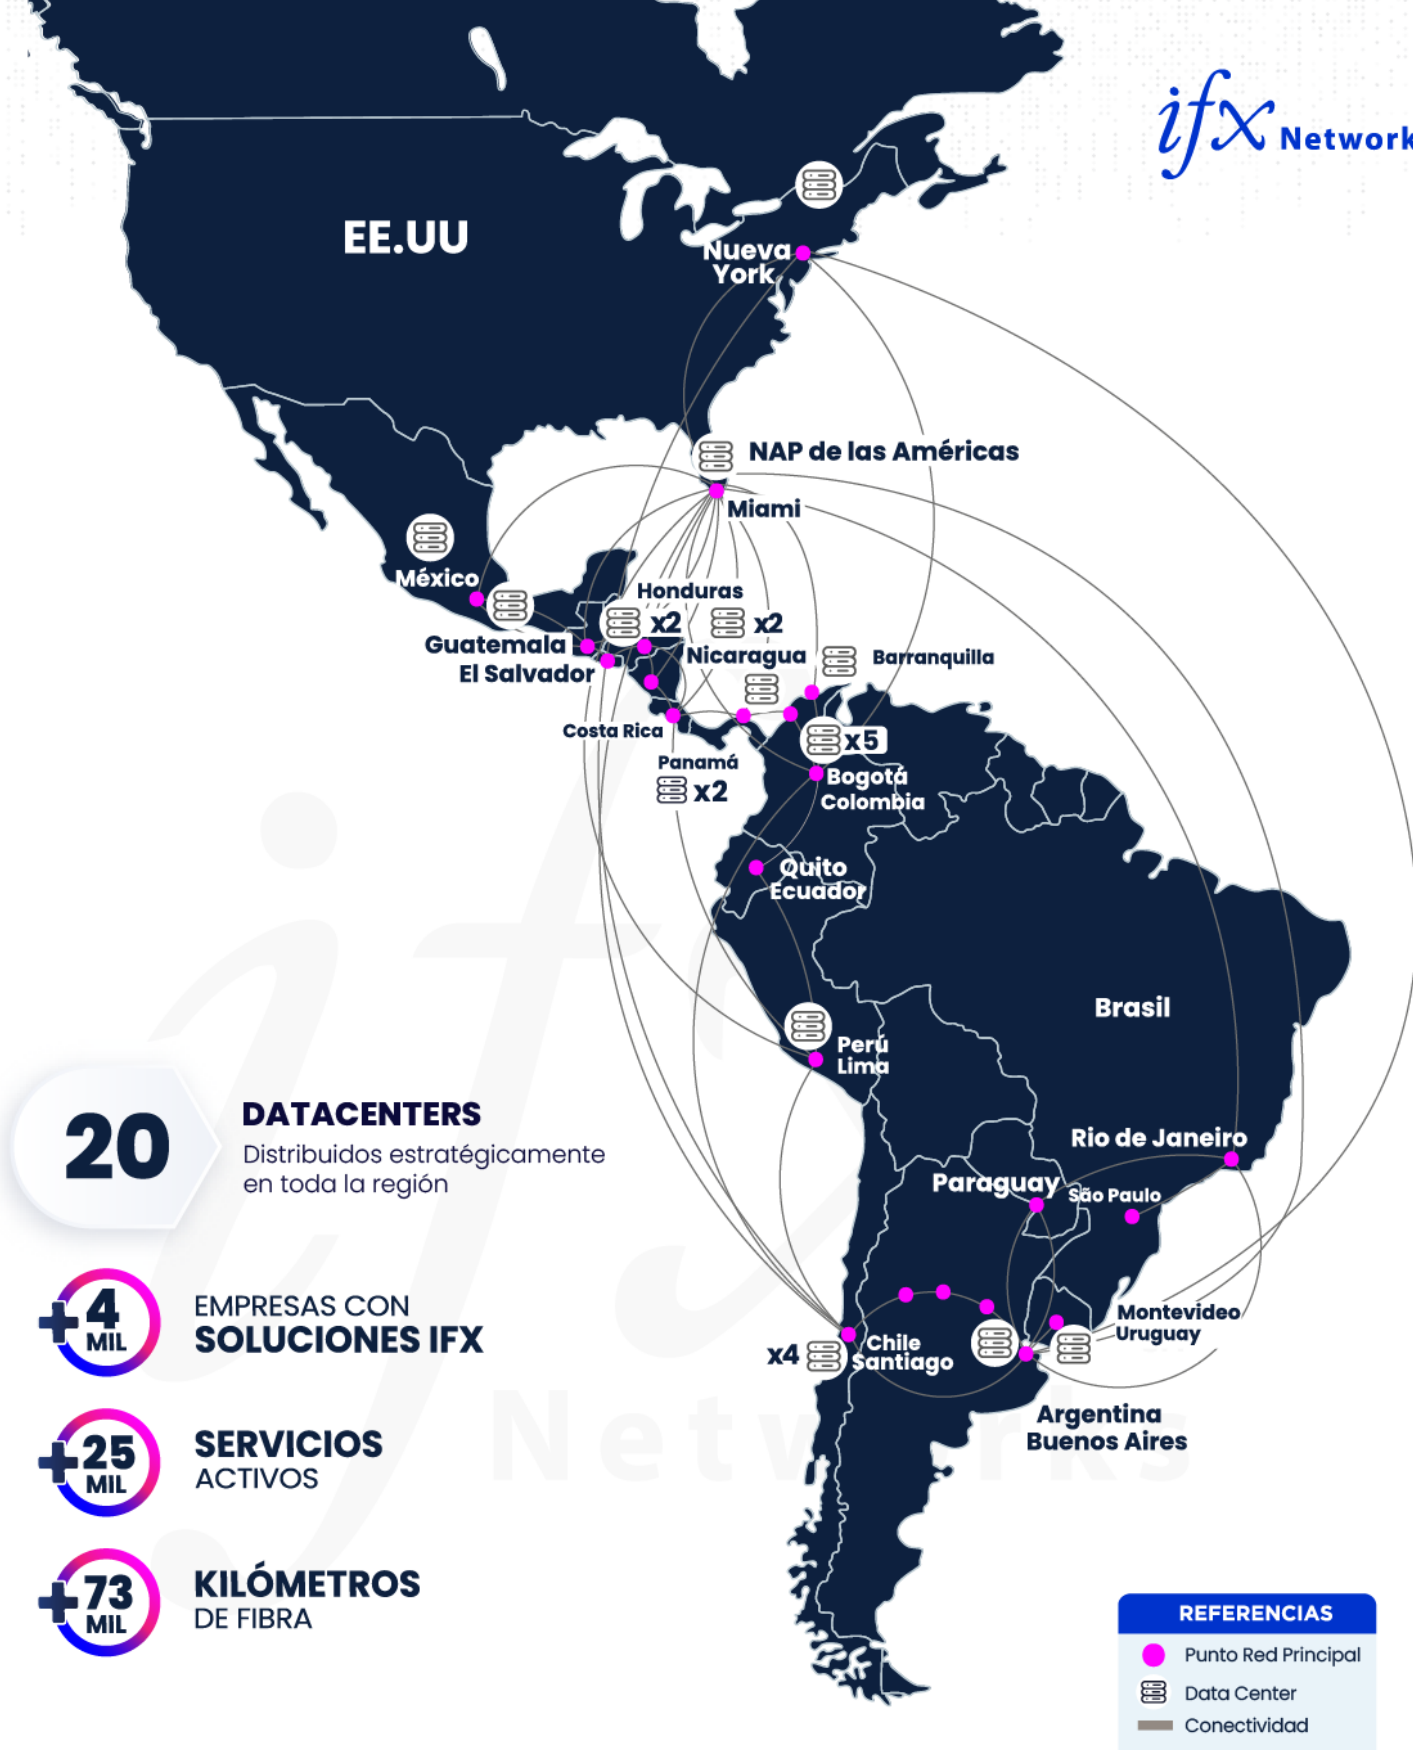 ifx Network
EE.UU
Nueva
York
NAP de las Américas
Miami
México
Honduras
x2
x2
Guatemala
El Salvador
Nicaragua
Barranquilla
Costa Rica
x5
Panamá
x2
Bogotá
Colombia
Quito
Ecuador
Brasil
Perú
Lima
20
DATACENTERS
Distribuidos estratégicamente
en toda la región
Rio de Janeiro
Paraguay
São Paulo
+4
MIL
EMPRESAS CON
SOLUCIONES IFX
Montevideo
Uruguay
x4
Chile
Santiago
Argentina
Buenos Aires
+25
MIL
SERVICIOS
ACTIVOS
+73
MIL
KILÓMETROS
DE FIBRA
REFERENCIAS
Punto Red Principal
Data Center
Conectividad